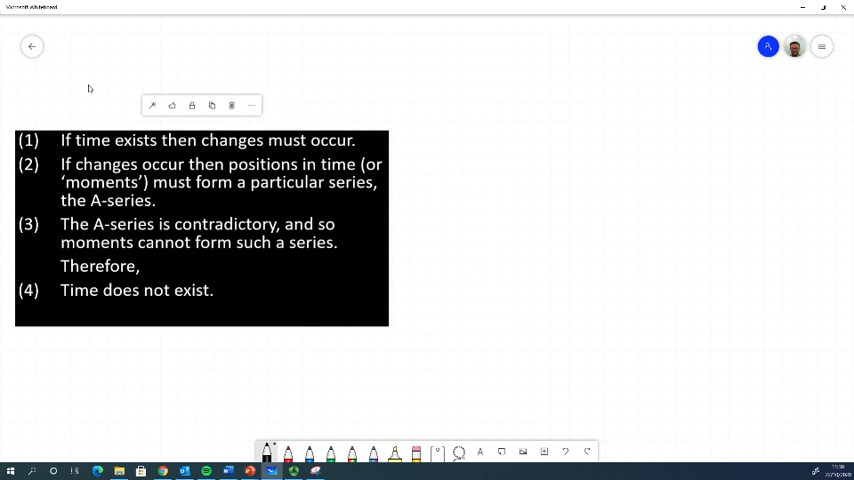 Microsoft Whiteboard
(1) If time exists then changes must occur.
(2) If changes occur then positions in time (or
‘moments’) must form a particular series,
the A-series.
(3) The A-series is contradictory, and so
moments cannot form such a series.
Therefore,
(4) Time does not exist.